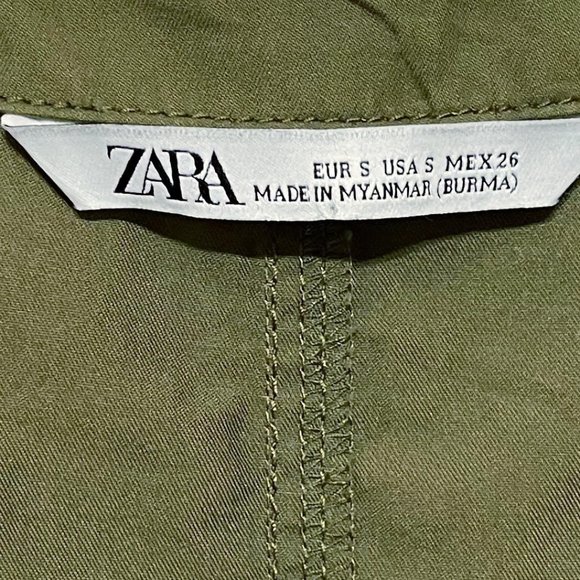 ZARA
EUR S USA S MEX 26
MADE IN MYANMAR (BURMA)